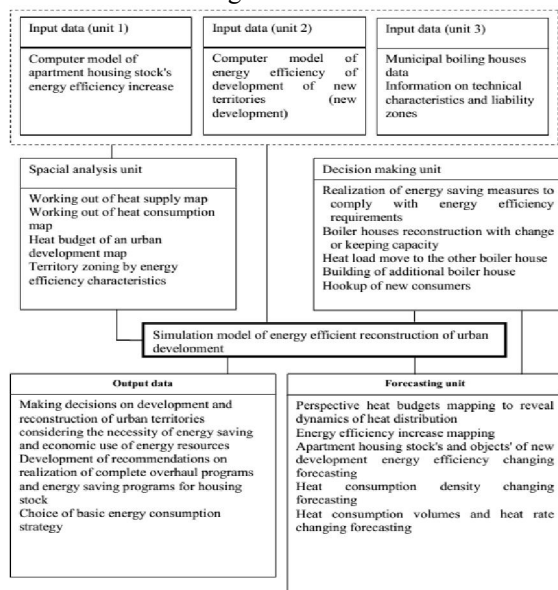 Input data (unit 1)
Computer model of
apartment housing stock's
energy efficiency increase
Input data (unit 2)
Computer model of
energy efficiency of
development of new
territories (new
development)
Input data (unit 3)
Municipal boiling houses
data
Information on technical
characteristics and liability
zones
Spacial analysis unit
Working out of heat supply map
Working out of heat consumption
map
Heat budget of an urban
development map
Territory zoning by energy
efficiency characteristics
Decision making unit
Realization of energy saving measures to
comply with energy efficiency
requirements
Boiler houses reconstruction with change
or keeping capacity
Heat load move to the other boiler house
Building of additional boiler house
Hookup of new consumers
Simulation model of energy efficient reconstruction of urban
development
Output data
Making decisions on development and
reconstruction of urban territories
considering the necessity of energy saving
and economic use of energy resources
Development of recommendations on
realization of complete overhaul programs
and energy saving programs for housing
stock
Choice of basic energy consumption
strategy
Forecasting unit
Perspective heat budgets mapping to reveal
dynamics of heat distribution
Energy efficiency increase mapping
Apartment housing stock's and objects' of new
development energy efficiency changing
forecasting
Heat consumption density changing
forecasting
Heat consumption volumes and heat rate
changing forecasting